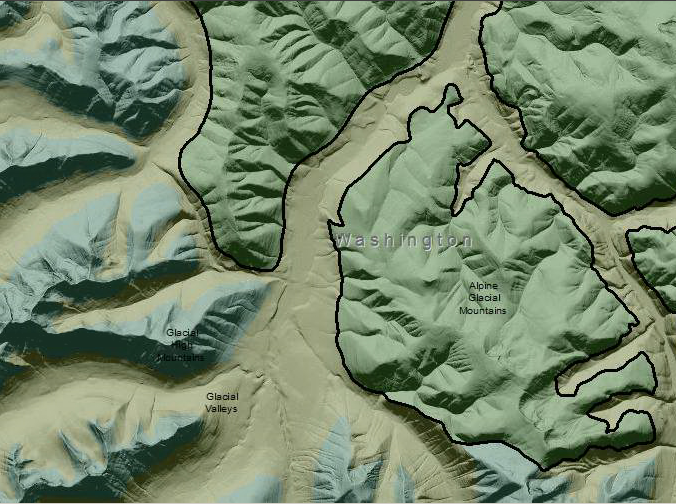 Washington
Alpine
Glacial
Mountains
Glacial
High
Mountains
Glacial
Valleys